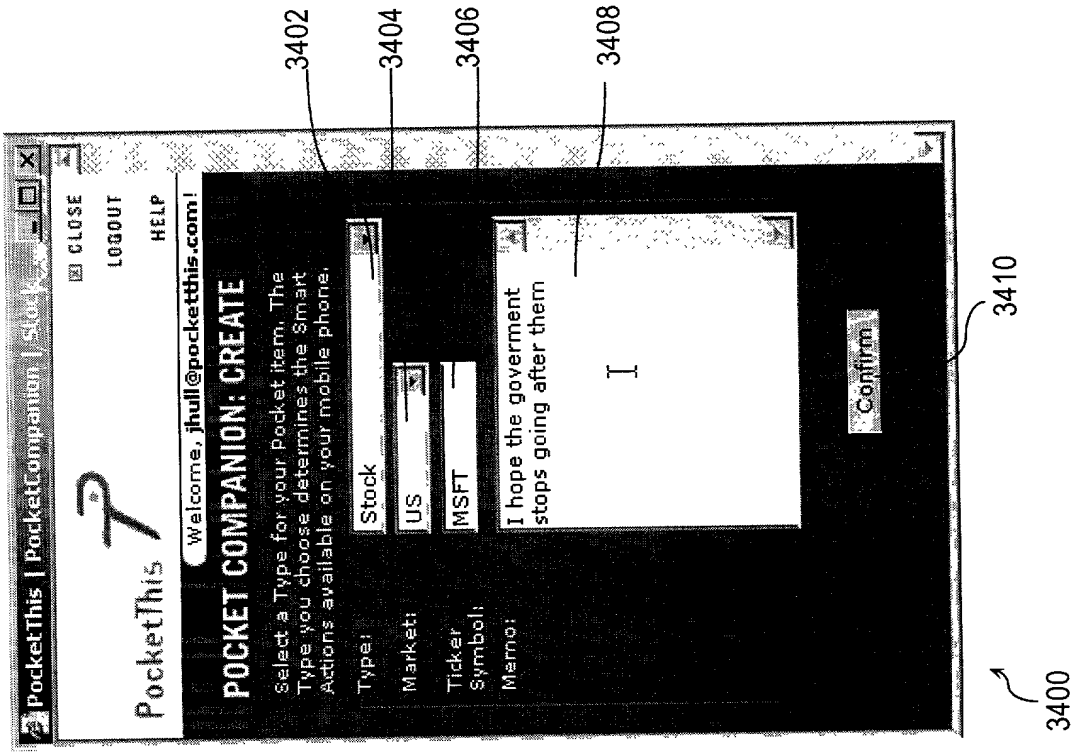 PocketThis | PocketCompanion | Stock
PocketThis
CLOSE
LOGOUT
HELP
Welcome, jhull@pocketthis.com!
POCKET COMPANION: CREATE
Select a Type for your Pocket item. The
Type you choose determines the Smart
Actions available on your mobile phone.
Type: Stock
Market: US
Ticker
Symbol: MSFT
Memo: I hope the goverment
stops going after them
Confirm
3402
3404
3406
3408
3410
3400